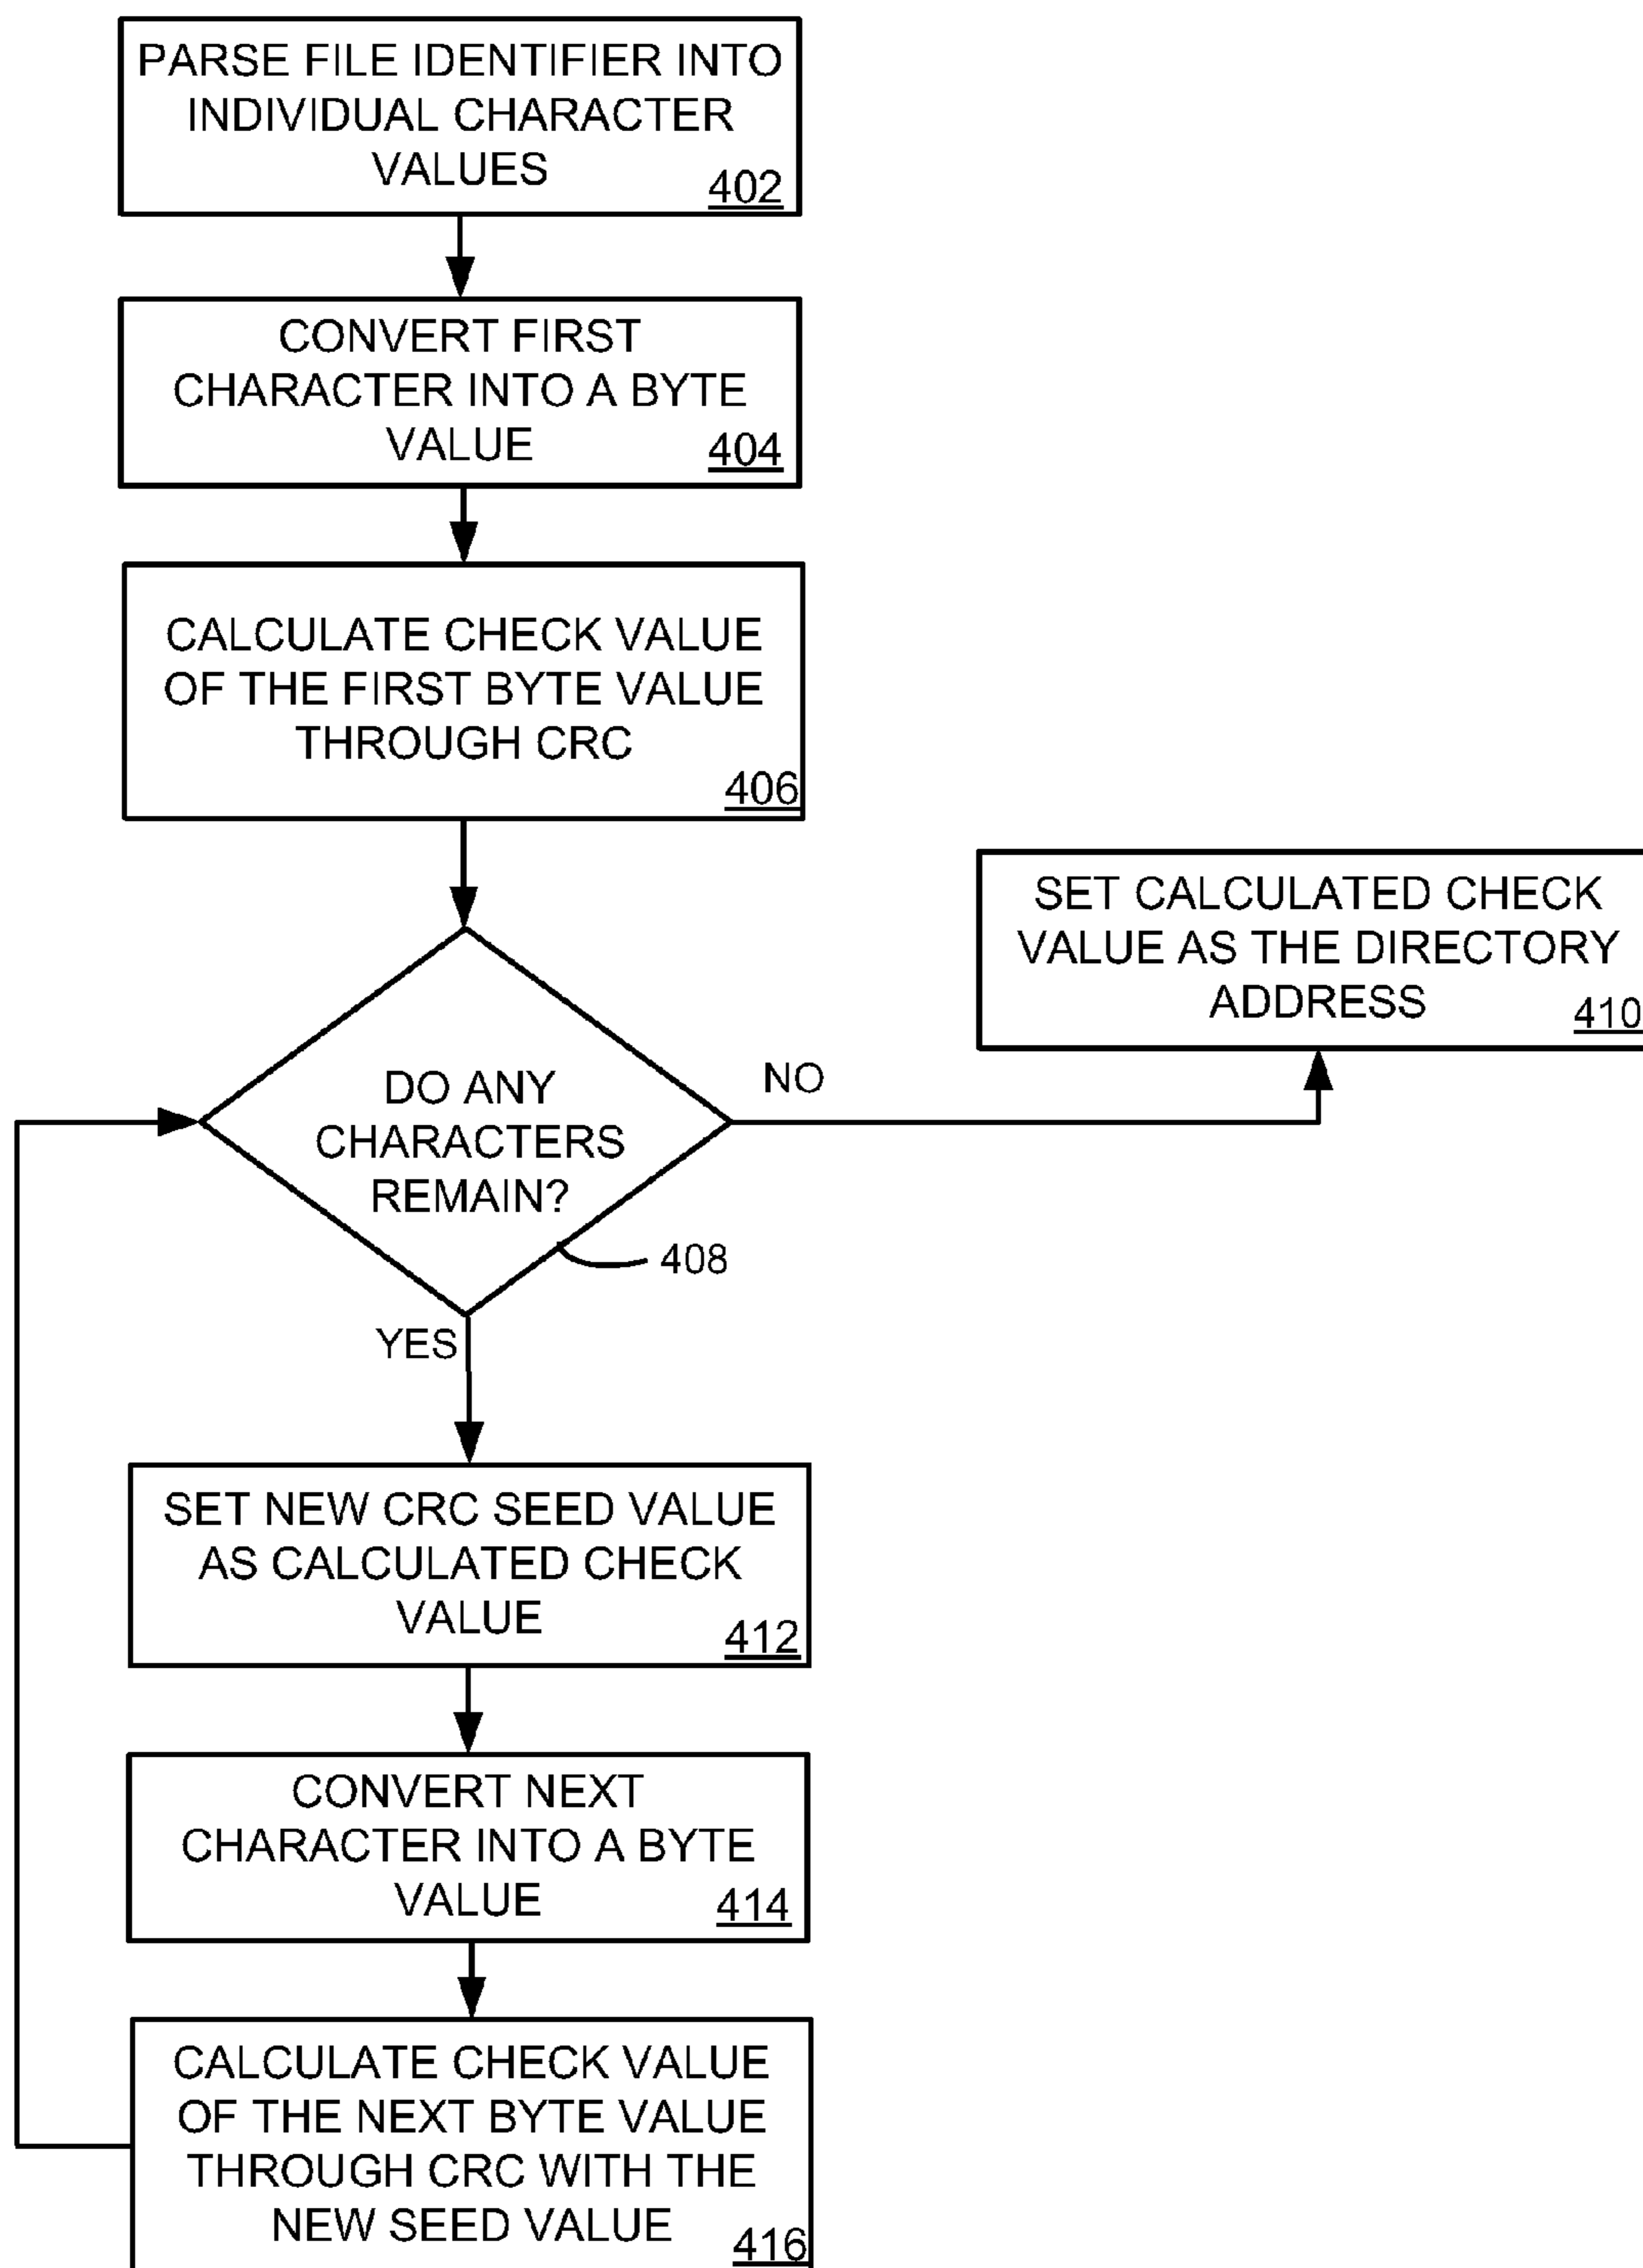 PARSE FILE IDENTIFIER INTO
INDIVIDUAL CHARACTER
VALUES
402
CONVERT FIRST
CHARACTER INTO A BYTE
VALUE
404
CALCULATE CHECK VALUE
OF THE FIRST BYTE VALUE
THROUGH CRC
406
SET CALCULATED CHECK
VALUE AS THE DIRECTORY
ADDRESS
410
NO
DO ANY
CHARACTERS
REMAIN?
408
YES
SET NEW CRC SEED VALUE
AS CALCULATED CHECK
VALUE
412
CONVERT NEXT
CHARACTER INTO A BYTE
VALUE
414
CALCULATE CHECK VALUE
OF THE NEXT BYTE VALUE
THROUGH CRC WITH THE
NEW SEED VALUE
416